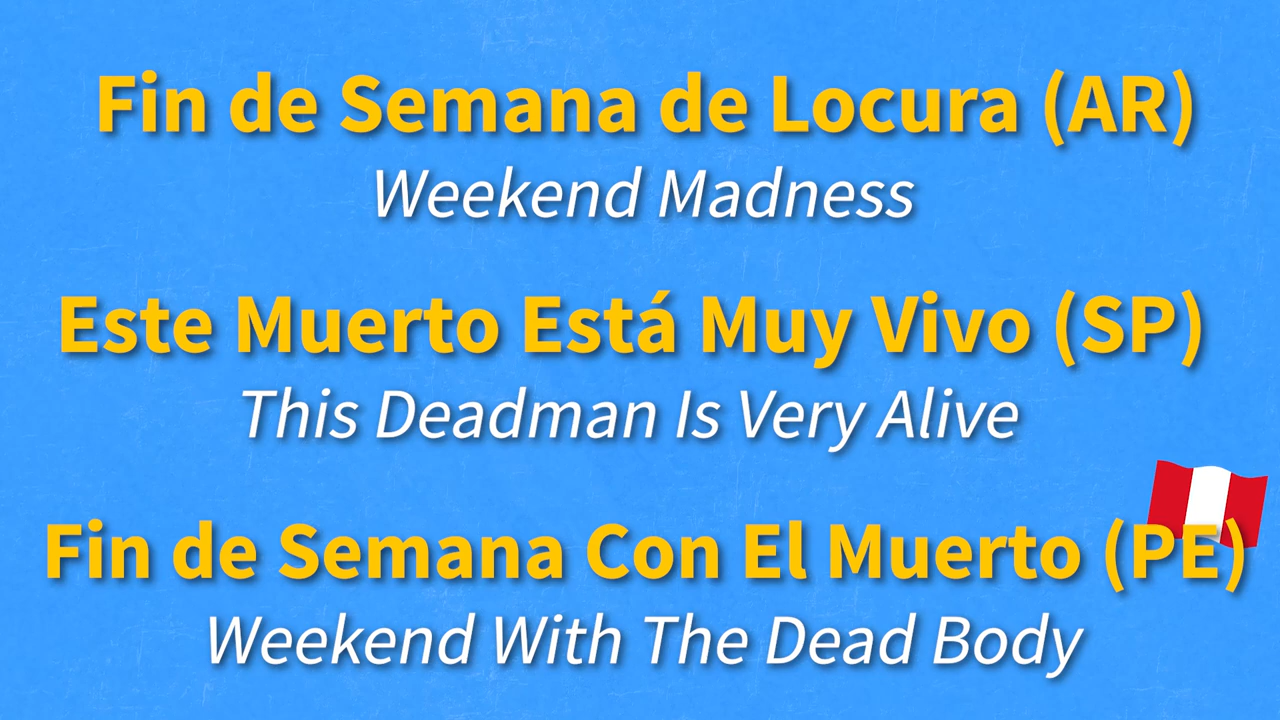 Fin de Semana de Locura (AR)
Weekend Madness
Este Muerto Está Muy Vivo (SP)
This Deadman Is Very Alive
Fin de Semana Con El Muerto (PE)
Weekend With The Dead Body